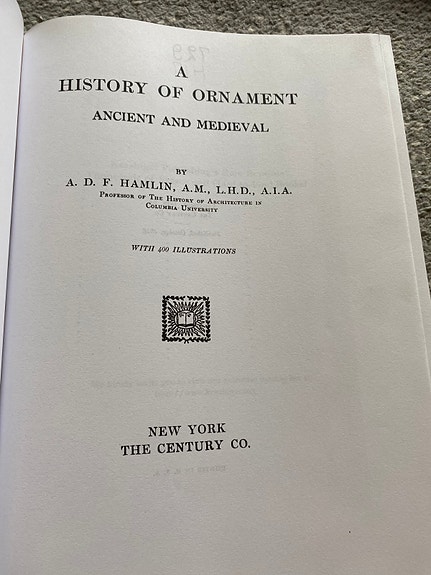 A
HISTORY OF ORNAMENT
ANCIENT AND MEDIEVAL
BY
A. D. F. HAMLIN, A.M., L.H.D., A.I.A.
PROFESSOR OF THE HISTORY OF ARCHITECTURE IN
COLUMBIA UNIVERSITY
WITH 400 ILLUSTRATIONS
NEW YORK
THE CENTURY CO.